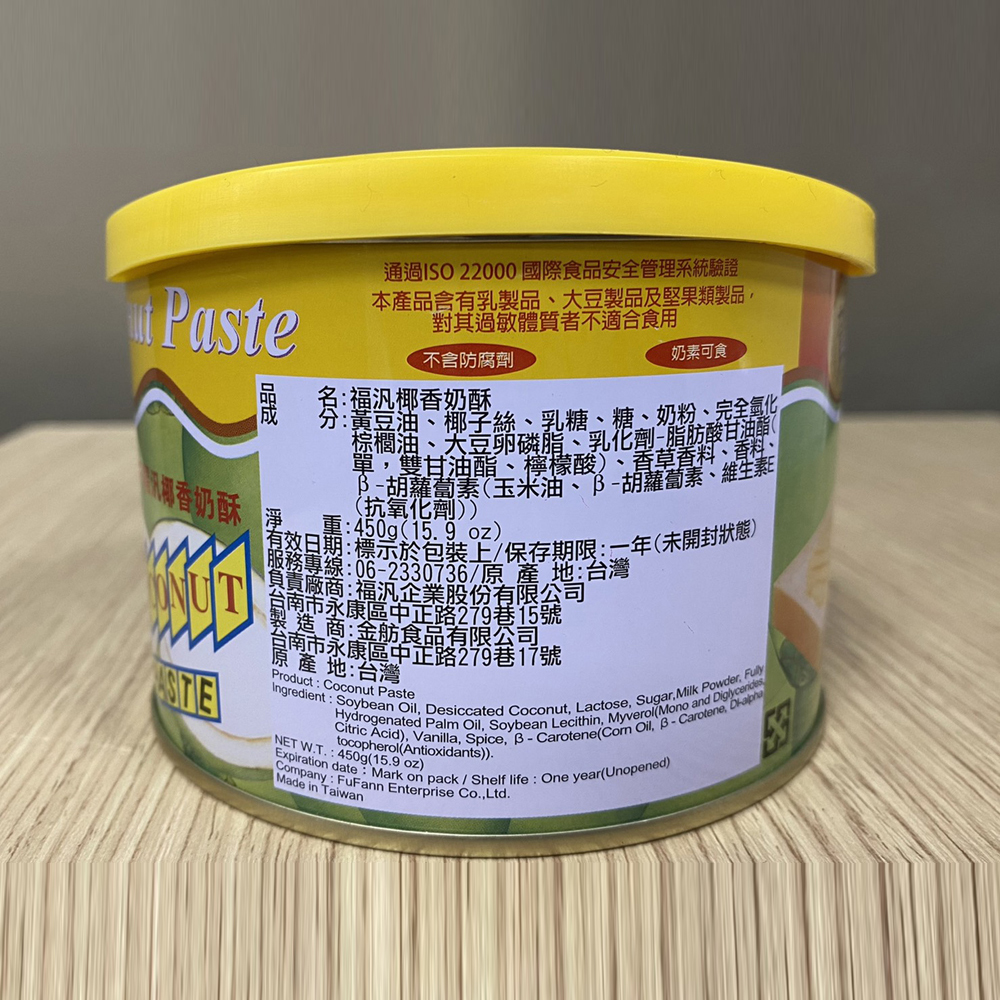 通過ISO 22000 國際食品安全管理系統驗證
本產品含有乳製品、大豆製品及堅果類製品，
對其過敏體質者不適合食用
不含防腐劑
奶素可食
Paste
椰香奶酥
品　　名:福汎椰香奶酥
成　　分:黃豆油、椰子絲、乳糖、糖、奶粉、完全氫化
棕櫚油、大豆卵磷脂、乳化劑-脂肪酸甘油酯(
單，雙甘油酯、檸檬酸)、香草香料、香料、
β-胡蘿蔔素(玉米油、β-胡蘿蔔素、維生素E
(抗氧化劑))
淨　　重:450g(15.9 oz)
有效日期:標示於包裝上/保存期限:一年(未開封狀態)
服務專線:06-2330736/原 產 地:台灣
負責廠商:福汎企業股份有限公司
台南市永康區中正路279巷15號
製 造 商:金舫食品有限公司
台南市永康區中正路279巷17號
原 產 地:台灣
Product : Coconut Paste
Ingredient : Soybean Oil, Desiccated Coconut, Lactose, Sugar,Milk Powder, Fully
Hydrogenated Palm Oil, Soybean Lecithin, Myverol(Mono and Diglycerides,
Citric Acid), Vanilla, Spice, β - Carotene(Corn Oil, β - Carotene, Dl-alpha
tocopherol(Antioxidants)).
NET W.T. : 450g(15.9 oz)
Expiration date : Mark on pack / Shelf life : One year(Unopened)
Company : FuFann Enterprise Co.,Ltd.
Made in Taiwan